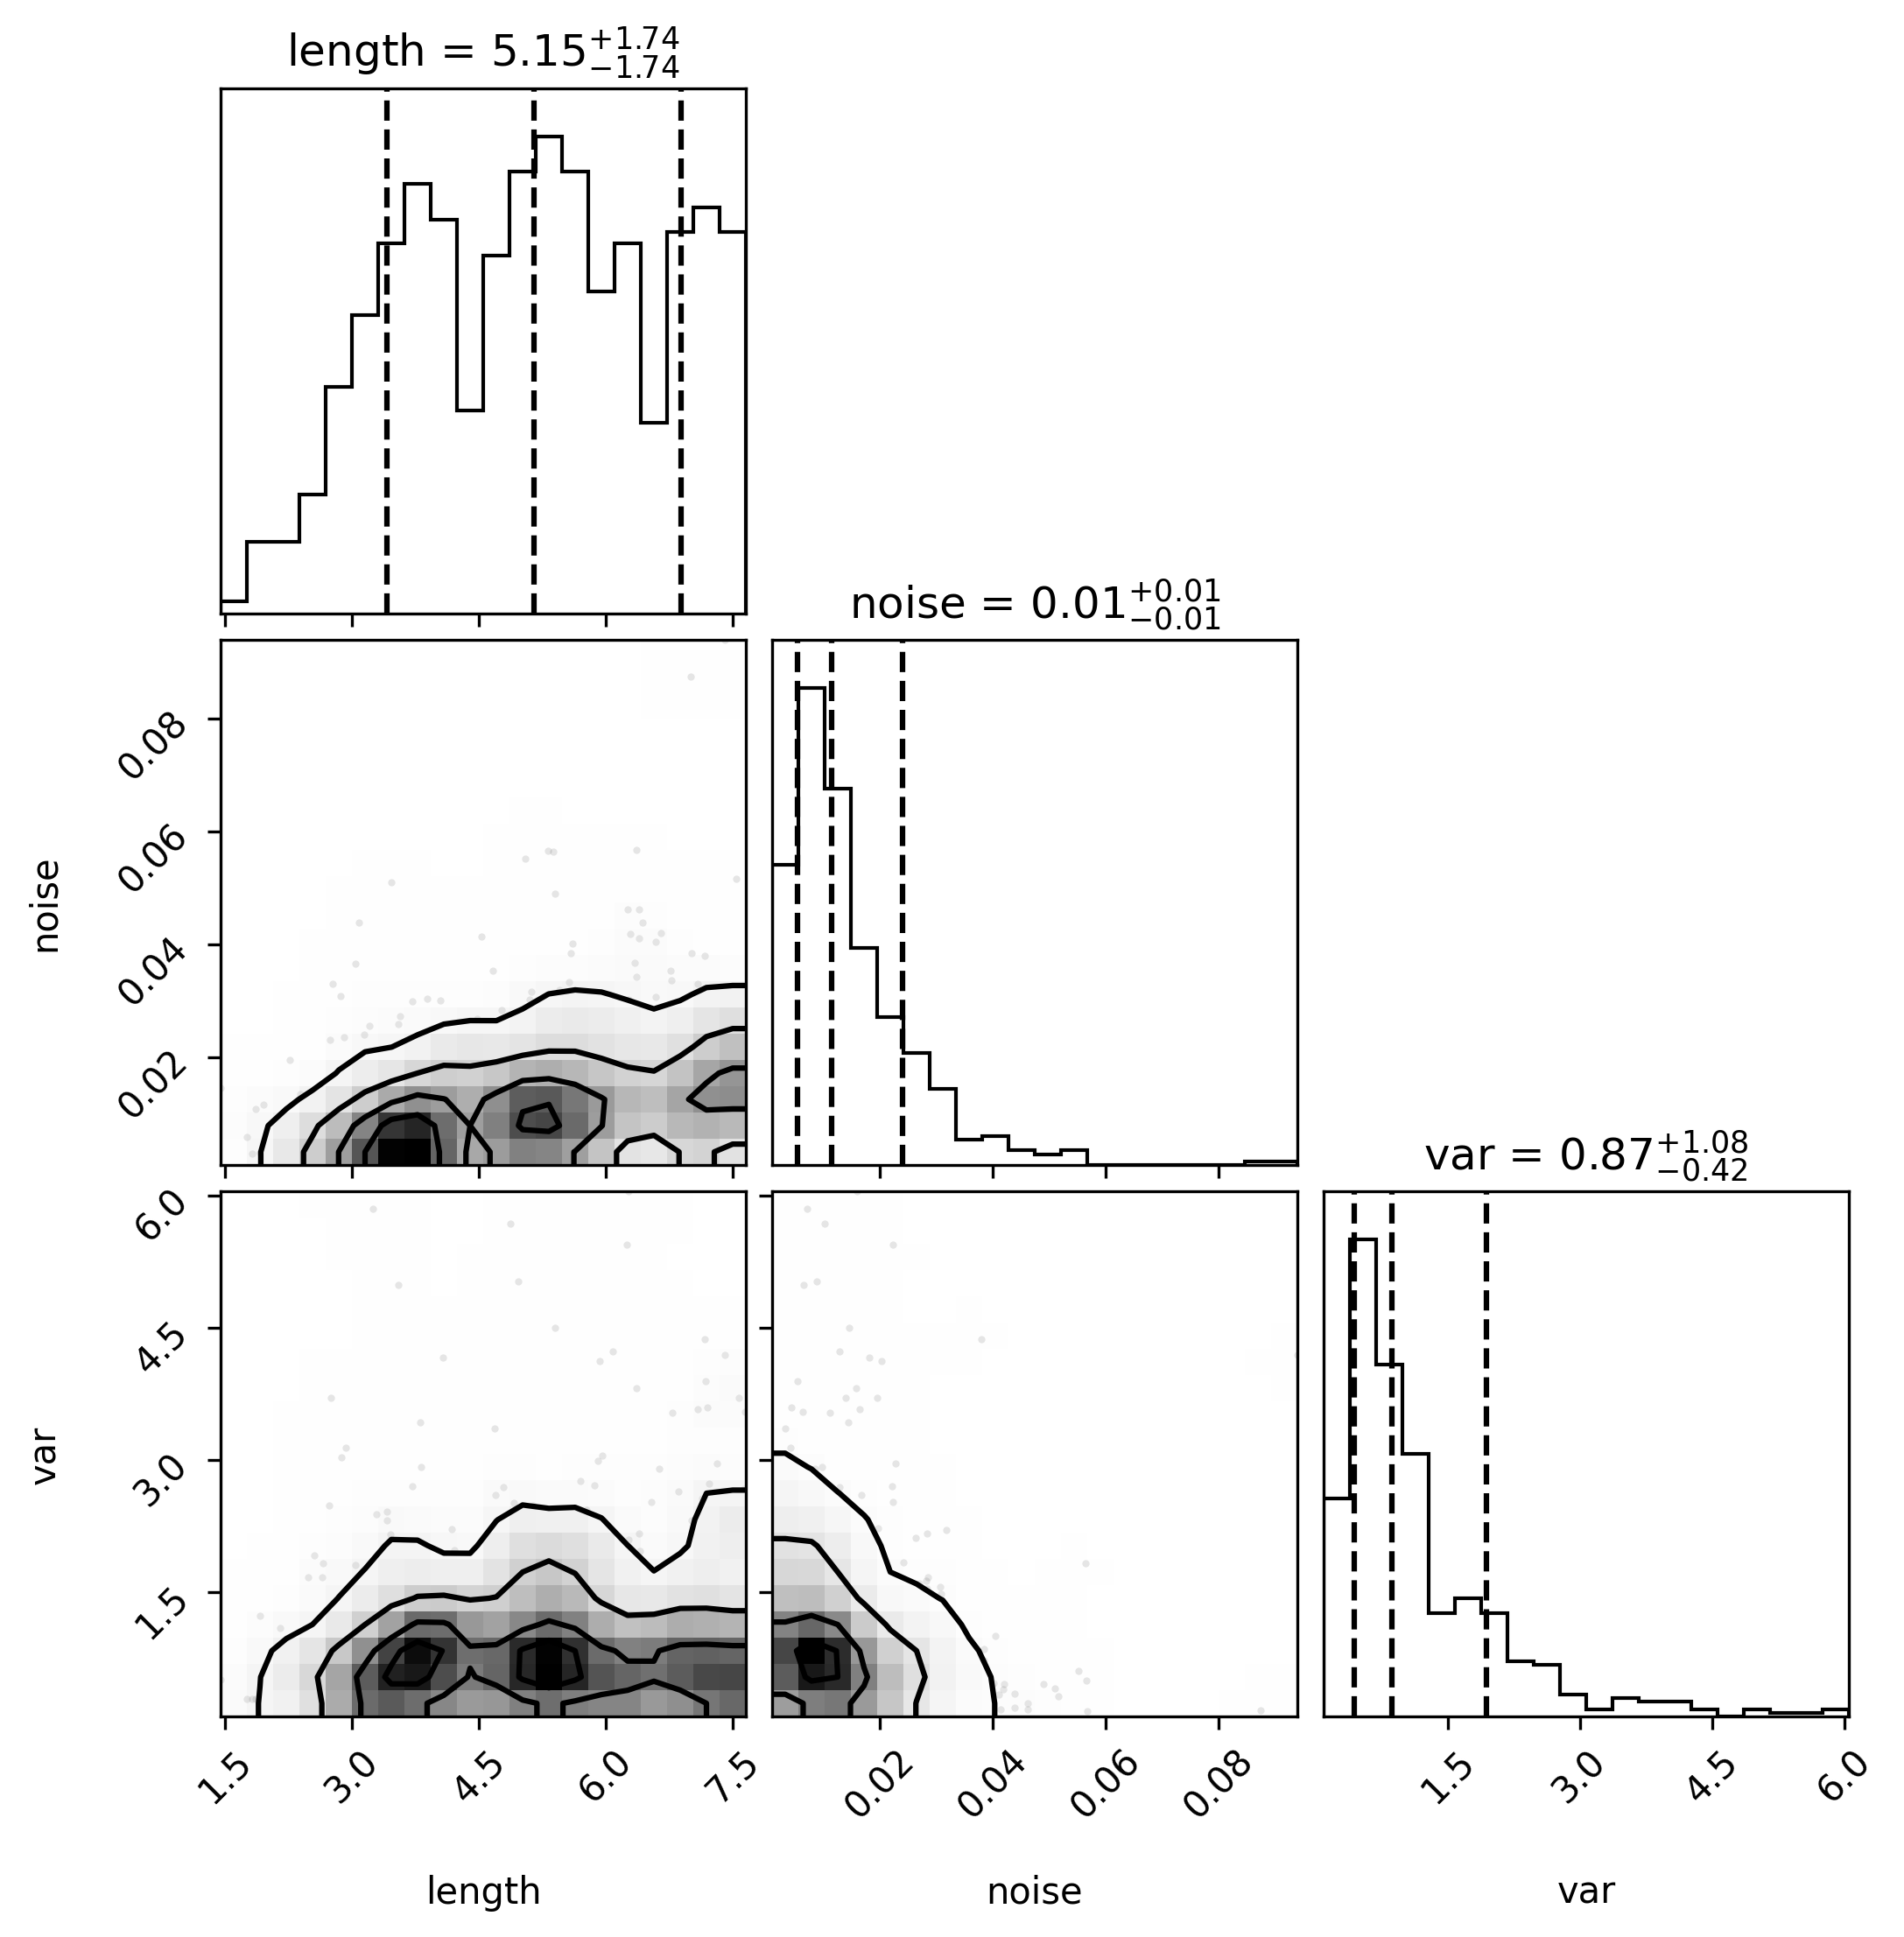 length = 5.15+1.74−1.74
noise = 0.01+0.01−0.01
noise
0.08
0.06
0.04
0.02
var = 0.87+1.08−0.42
var
6.0
4.5
3.0
1.5
1.5 3.0 4.5 6.0 7.5 0.02 0.04 0.06 0.08 1.5 3.0 4.5 6.0
length noise var